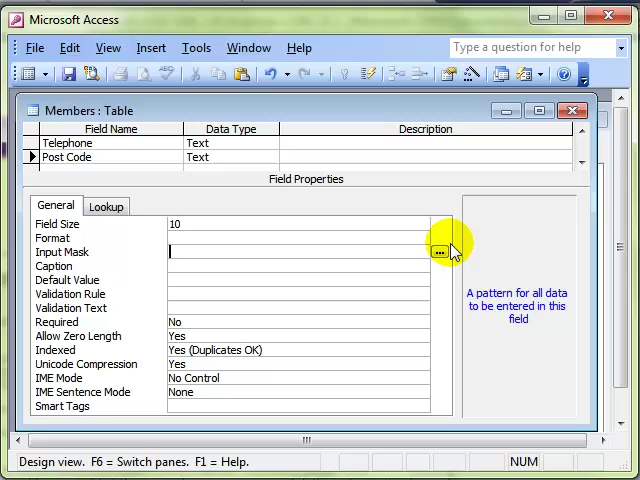 Microsoft Access
File Edit View Insert Tools Window Help Type a question for help
Members : Table
Field Name Data Type Description
Telephone Text
Post Code Text
Field Properties
General Lookup
Field Size 10
Format
Input Mask ...
Caption
Default Value
Validation Rule
Validation Text
Required No
Allow Zero Length Yes
Indexed Yes (Duplicates OK)
Unicode Compression Yes
IME Mode No Control
IME Sentence Mode None
Smart Tags
A pattern for all data
to be entered in this
field
Design view. F6 = Switch panes. F1 = Help. NUM